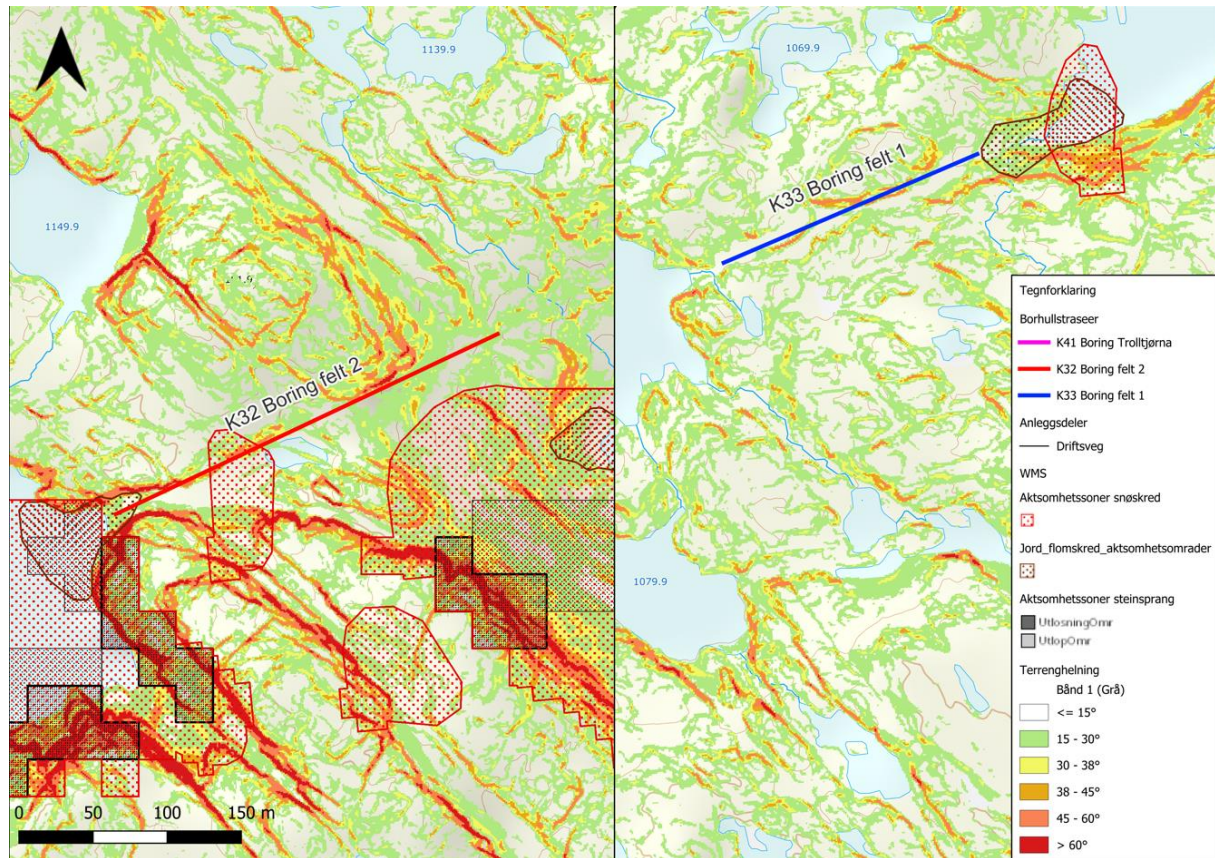 1139.9
1069.9
K33 Boring felt 1
1149.9
K32 Boring felt 2
1079.9
0 50 100 150 m
Tegnforklaring
Borhullstraseer
K41 Boring Trolltjørna
K32 Boring felt 2
K33 Boring felt 1
Anleggsdeler
Driftsveg
WMS
Aktsomhetssoner snøskred
Jord_flomskred_aktsomhetsomrader
Aktsomhetssoner steinsprang
UtlosningOmr
UtlopOmr
Terrenghelning
Bånd 1 (Grå)
<= 15°
15 - 30°
30 - 38°
38 - 45°
45 - 60°
> 60°